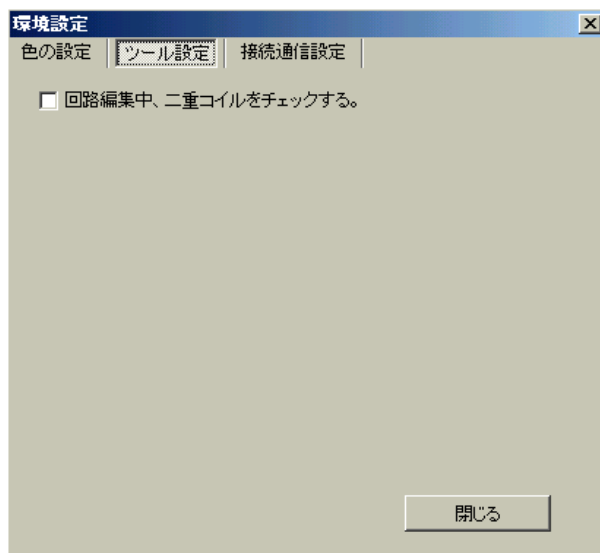 環境設定
色の設定 ツール設定 接続通信設定
回路編集中、二重コイルをチェックする。
閉じる